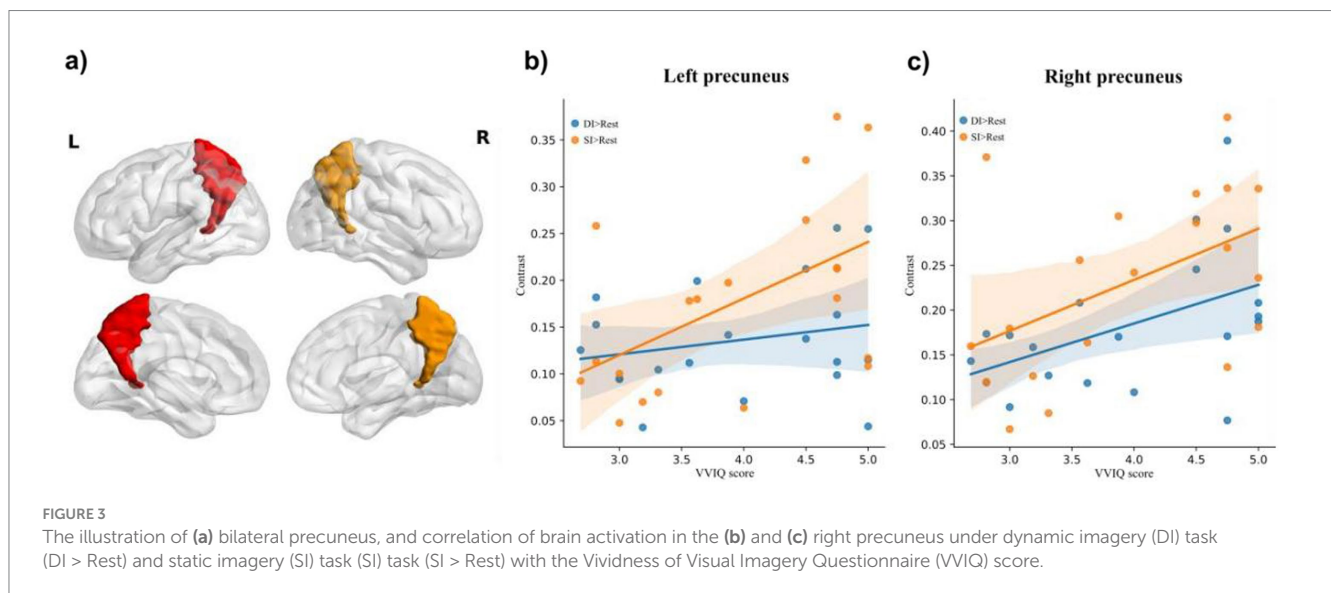 a)
L
R
b)
Left precuneus
DI>Rest
SI>Rest
0.35
0.30
0.25
0.20
0.15
0.10
0.05
Contrast
3.0 3.5 4.0 4.5 5.0
VVIQ score
c)
Right precuneus
DI>Rest
SI>Rest
0.40
0.35
0.30
0.25
0.20
0.15
0.10
0.05
Contrast
3.0 3.5 4.0 4.5 5.0
VVIQ score
FIGURE 3
The illustration of (a) bilateral precuneus, and correlation of brain activation in the (b) and (c) right precuneus under dynamic imagery (DI) task
(DI > Rest) and static imagery (SI) task (SI) task (SI > Rest) with the Vividness of Visual Imagery Questionnaire (VVIQ) score.